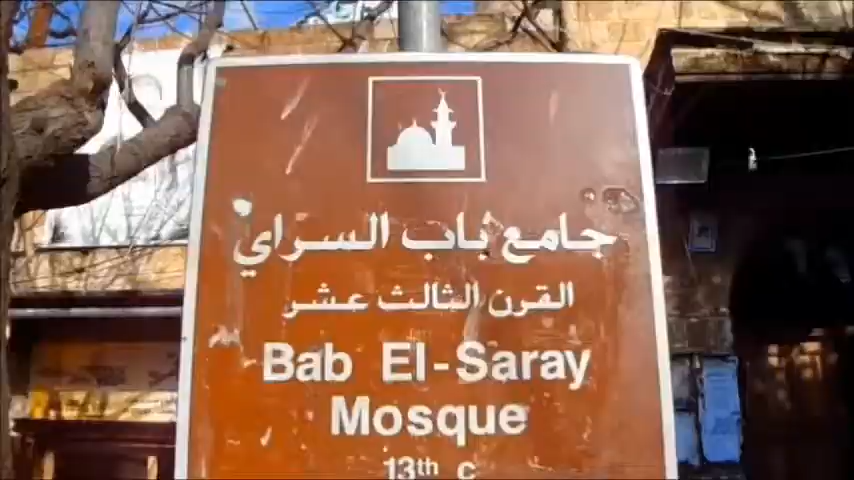 جامع باب السراي
القرن الثالث عشر
Bab El-Saray
Mosque
13th c